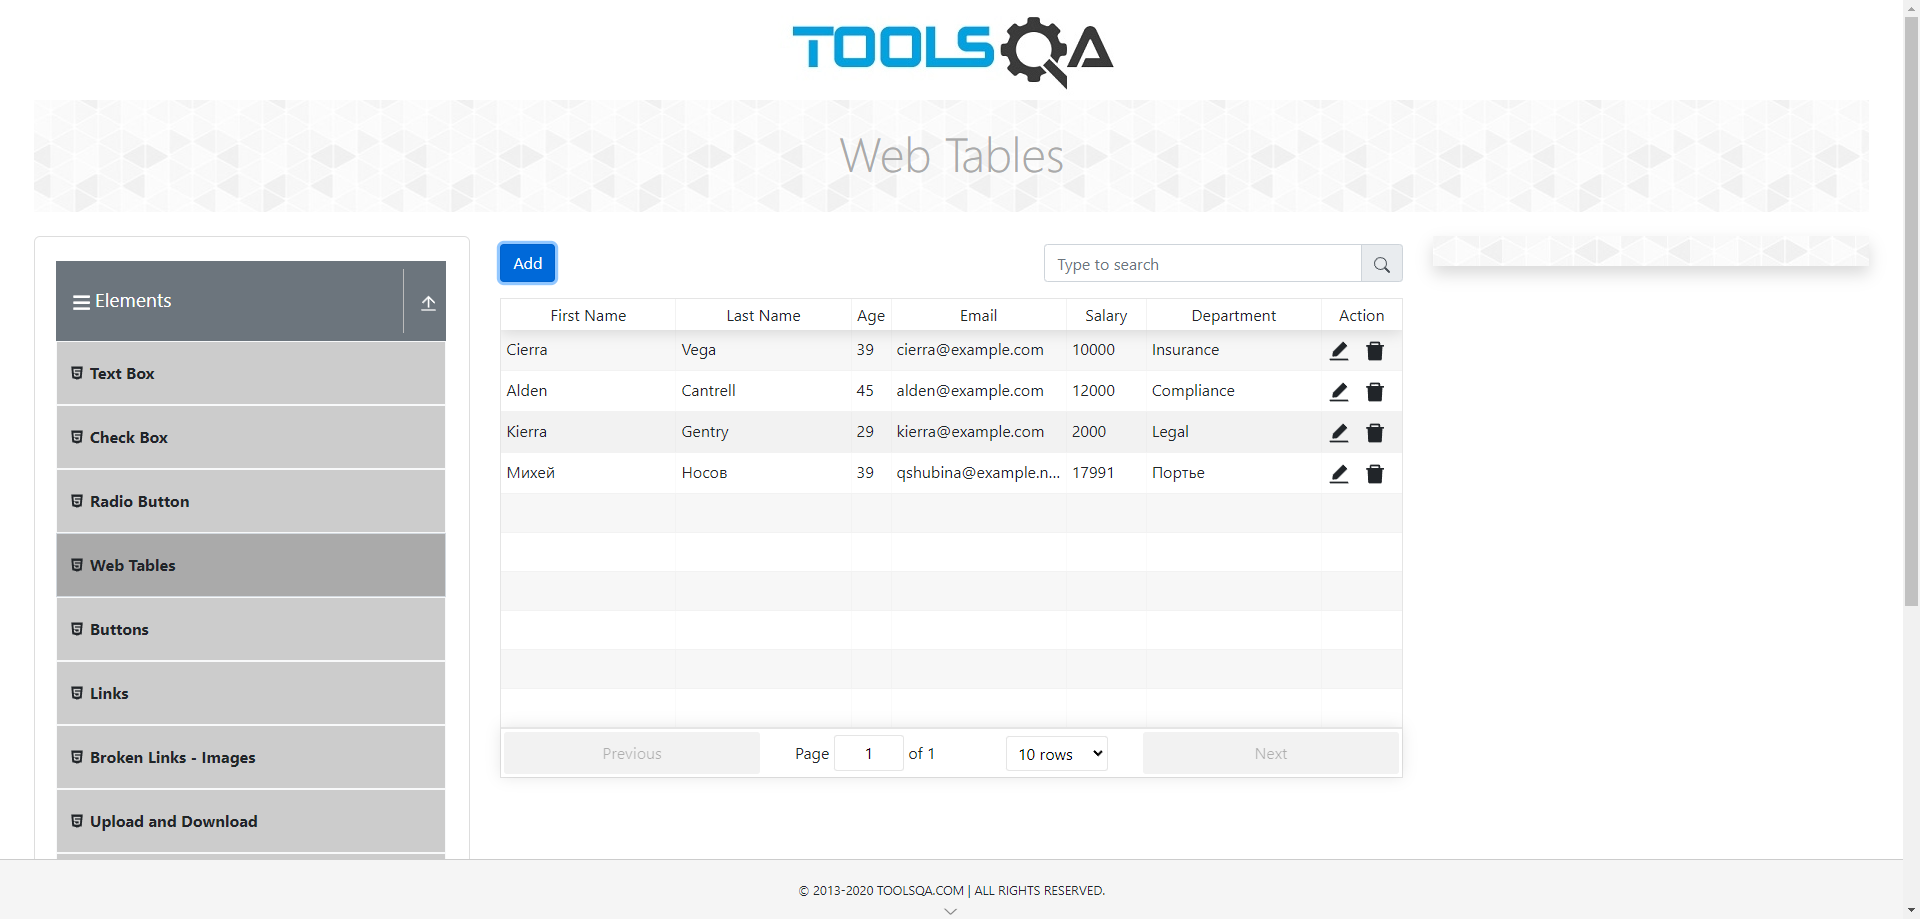 TOOLSQA
Web Tables
Elements
Text Box
Check Box
Radio Button
Web Tables
Buttons
Links
Broken Links - Images
Upload and Download
Add
Type to search
First Name Last Name Age Email Salary Department Action
Cierra Vega 39 cierra@example.com 10000 Insurance
Alden Cantrell 45 alden@example.com 12000 Compliance
Kierra Gentry 29 kierra@example.com 2000 Legal
Михей Носов 39 qshubina@example.n... 17991 Портье
Previous Page 1 of 1 10 rows Next
© 2013-2020 TOOLSQA.COM | ALL RIGHTS RESERVED.